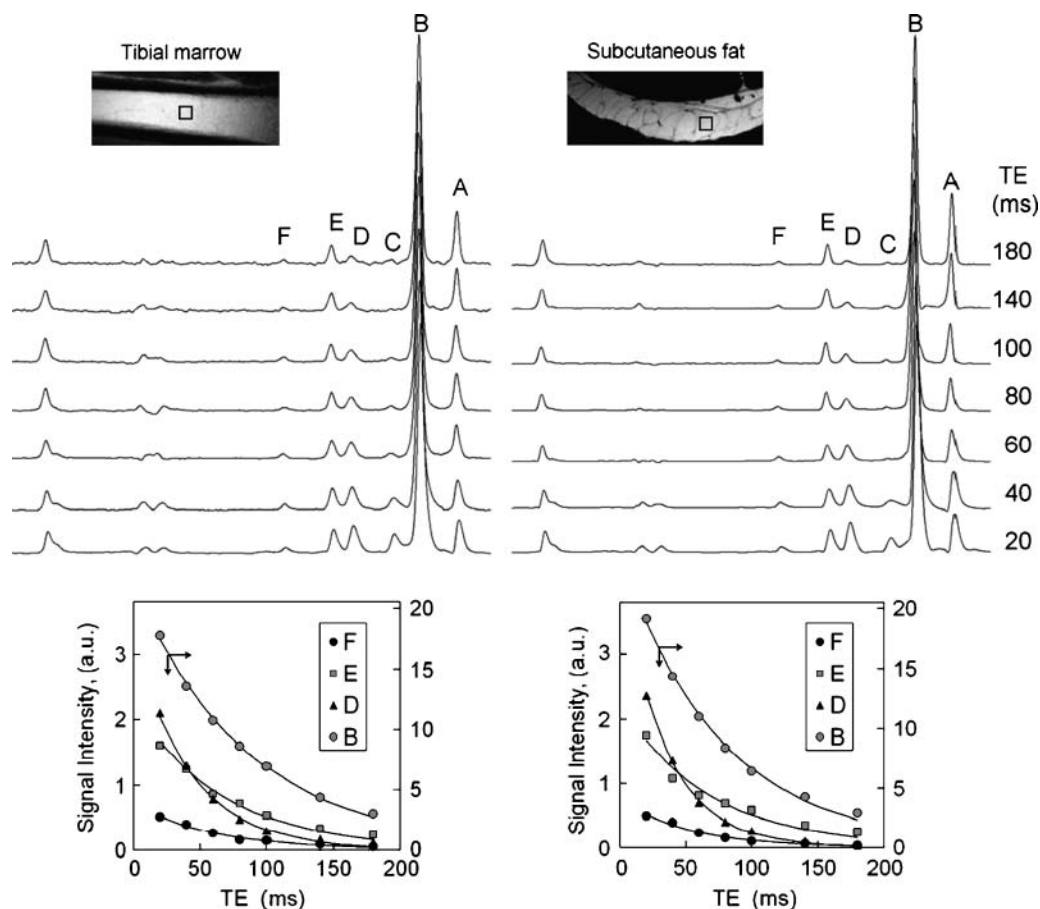 B
B
Tibial marrow
Subcutaneous fat
TE
(ms)
A
A
F
E
D
C
F
E
D
C
180
140
100
80
60
40
20
Signal Intensity, (a.u.)
3
2
1
0
20
15
10
5
0
F
E
D
B
0
50
100
150
200
TE (ms)
Signal Intensity, (a.u.)
3
2
1
0
20
15
10
5
0
F
E
D
B
0
50
100
150
200
TE (ms)